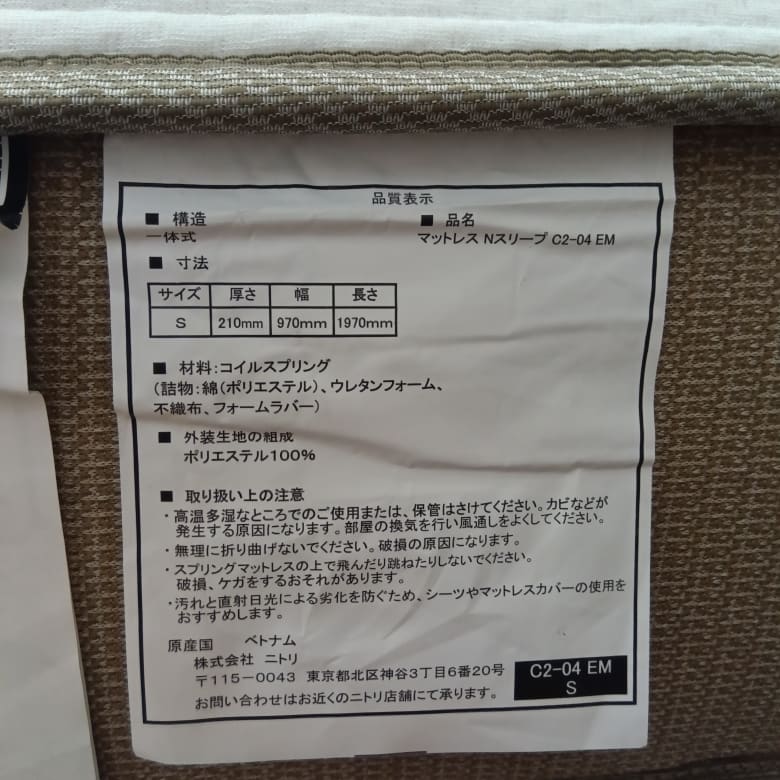 品質表示
■ 構造
一体式
■ 品名
マットレス Nスリープ C2-04 EM
■ 寸法
サイズ 厚さ 幅 長さ
S 210mm 970mm 1970mm
■ 材料:コイルスプリング
(詰物:綿(ポリエステル)、ウレタンフォーム、
不織布、フォームラバー)
■ 外装生地の組成
ポリエステル100%
■ 取り扱い上の注意
・高温多湿なところでのご使用または、保管はさけてください。カビなどが
発生する原因になります。部屋の換気を行い風通しをよくしてください。
・無理に折り曲げないでください。破損の原因になります。
・スプリングマットレスの上で飛んだり跳ねたりしないでください。
破損、ケガをするおそれがあります。
・汚れと直射日光による劣化を防ぐため、シーツやマットレスカバーの使用を
おすすめします。
原産国 ベトナム
株式会社 ニトリ
〒115-0043 東京都北区神谷3丁目6番20号
お問い合わせはお近くのニトリ店舗にて承ります。
C2-04 EM
S